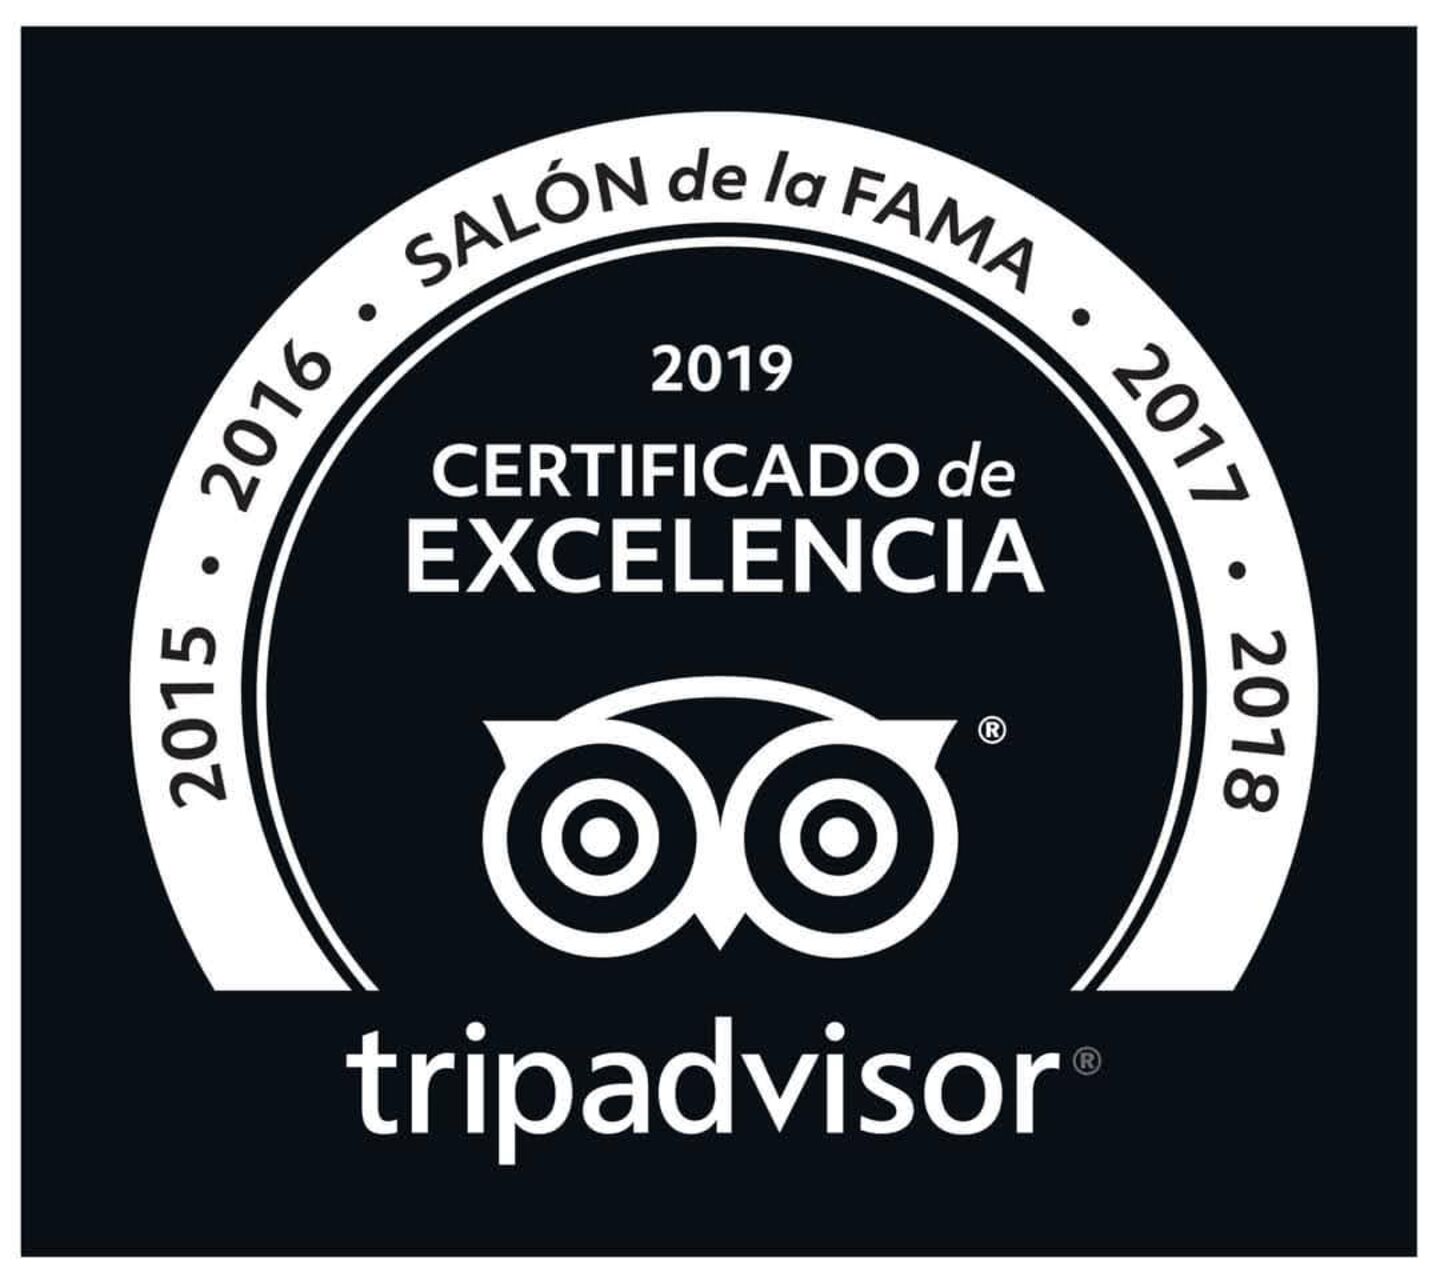 2015 • 2016 • SALÓN de la FAMA • 2017 • 2018
2019
CERTIFICADO de
EXCELENCIA
®
tripadvisor®